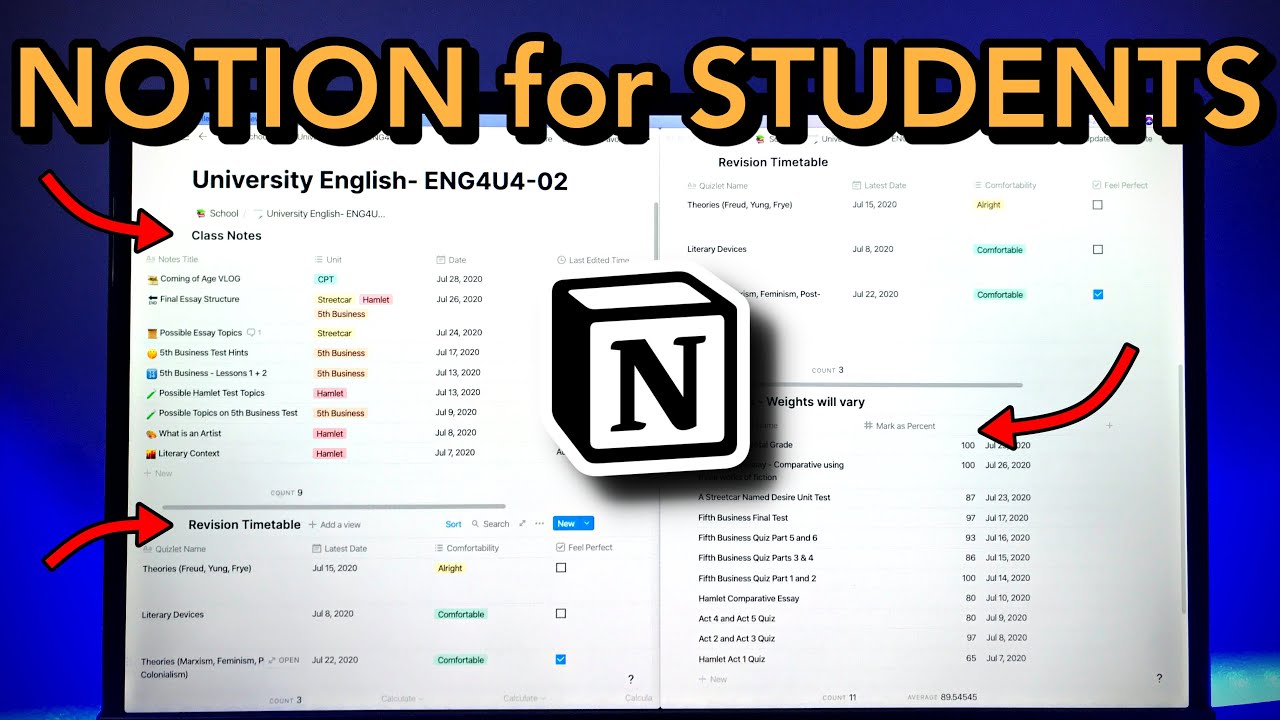 NOTION for STUDENTS
University English- ENG4U4-02
School / University English- ENG4U...
Class Notes
Notes Title Unit Date Last Edited Time
Coming of Age VLOG CPT Jul 28, 2020
Final Essay Structure Streetcar Hamlet Jul 26, 2020
5th Business
Possible Essay Topics 1 Streetcar Jul 24, 2020
5th Business Test Hints 5th Business Jul 17, 2020
5th Business - Lessons 1 + 2 5th Business Jul 13, 2020
Possible Hamlet Test Topics Hamlet Jul 13, 2020
Possible Topics on 5th Business Test 5th Business Jul 9, 2020
What is an Artist Hamlet Jul 8, 2020
Literary Context Hamlet Jul 7, 2020
+ New
COUNT 9
Revision Timetable + Add a view Sort Search ... New
Quizlet Name Latest Date Comfortability Feel Perfect
Theories (Freud, Yung, Frye) Jul 15, 2020 Alright
Literary Devices Jul 8, 2020 Comfortable
Theories (Marxism, Feminism, P OPEN Jul 22, 2020 Comfortable
Colonialism)
COUNT 3 Calculate Calculate Calcula
?
N
Revision Timetable
Quizlet Name Latest Date Comfortability Feel Perfect
Theories (Freud, Yung, Frye) Jul 15, 2020 Alright
Literary Devices Jul 8, 2020 Comfortable
Feminism, Post- Jul 22, 2020 Comfortable
COUNT 3
- Weights will vary
Mark as Percent +
Grade 100
- Comparative using 100 Jul 26, 2020
of fiction
A Streetcar Named Desire Unit Test 87 Jul 23, 2020
Fifth Business Final Test 97 Jul 17, 2020
Fifth Business Quiz Part 5 and 6 93 Jul 16, 2020
Fifth Business Quiz Parts 3 & 4 86 Jul 15, 2020
Fifth Business Quiz Part 1 and 2 100 Jul 14, 2020
Hamlet Comparative Essay 80 Jul 10, 2020
Act 4 and Act 5 Quiz 80 Jul 9, 2020
Act 2 and Act 3 Quiz 97 Jul 8, 2020
Hamlet Act 1 Quiz 65 Jul 7, 2020
+ New
COUNT 11 AVERAGE 89.54545
?